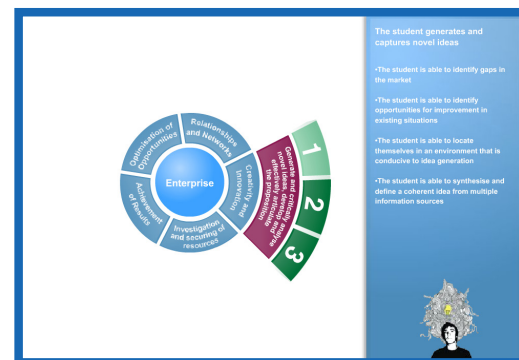 The student generates and
captures novel ideas
•The student is able to identify gaps in
the market
•The student is able to identify
opportunities for improvement in
existing situations
•The student is able to locate
themselves in an environment that is
conducive to idea generation
•The student is able to synthesise and
define a coherent idea from multiple
information sources
Enterprise
Optimisation of
Opportunities
Relationships
and Networks
Creativity and
Innovation
Investigation
and securing of
resources
Achievement
of Results
Generate and critically analyse
novel ideas, develop and
effectively articulate
the proposition
1
2
3